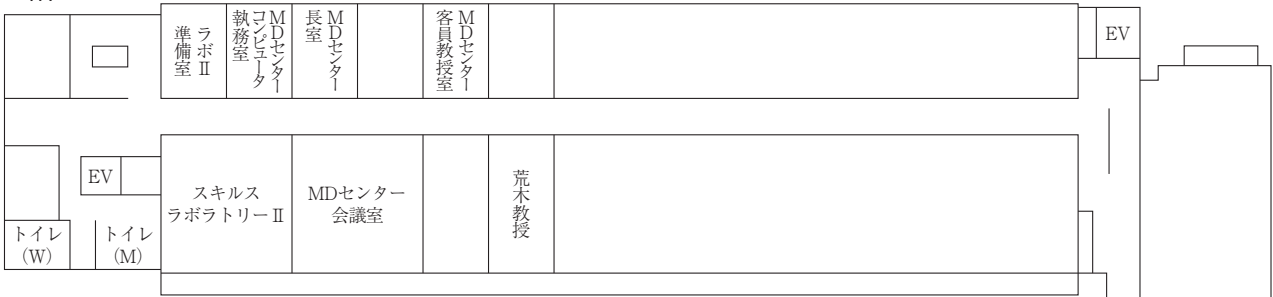 ラボⅡ
準備室
MDセンター
コンピュータ
執務室
MDセンター
長室
MDセンター
客員教授室
EV
EV
スキルス
ラボラトリーⅡ
MDセンター
会議室
荒木教授
トイレ
(W)
トイレ
(M)